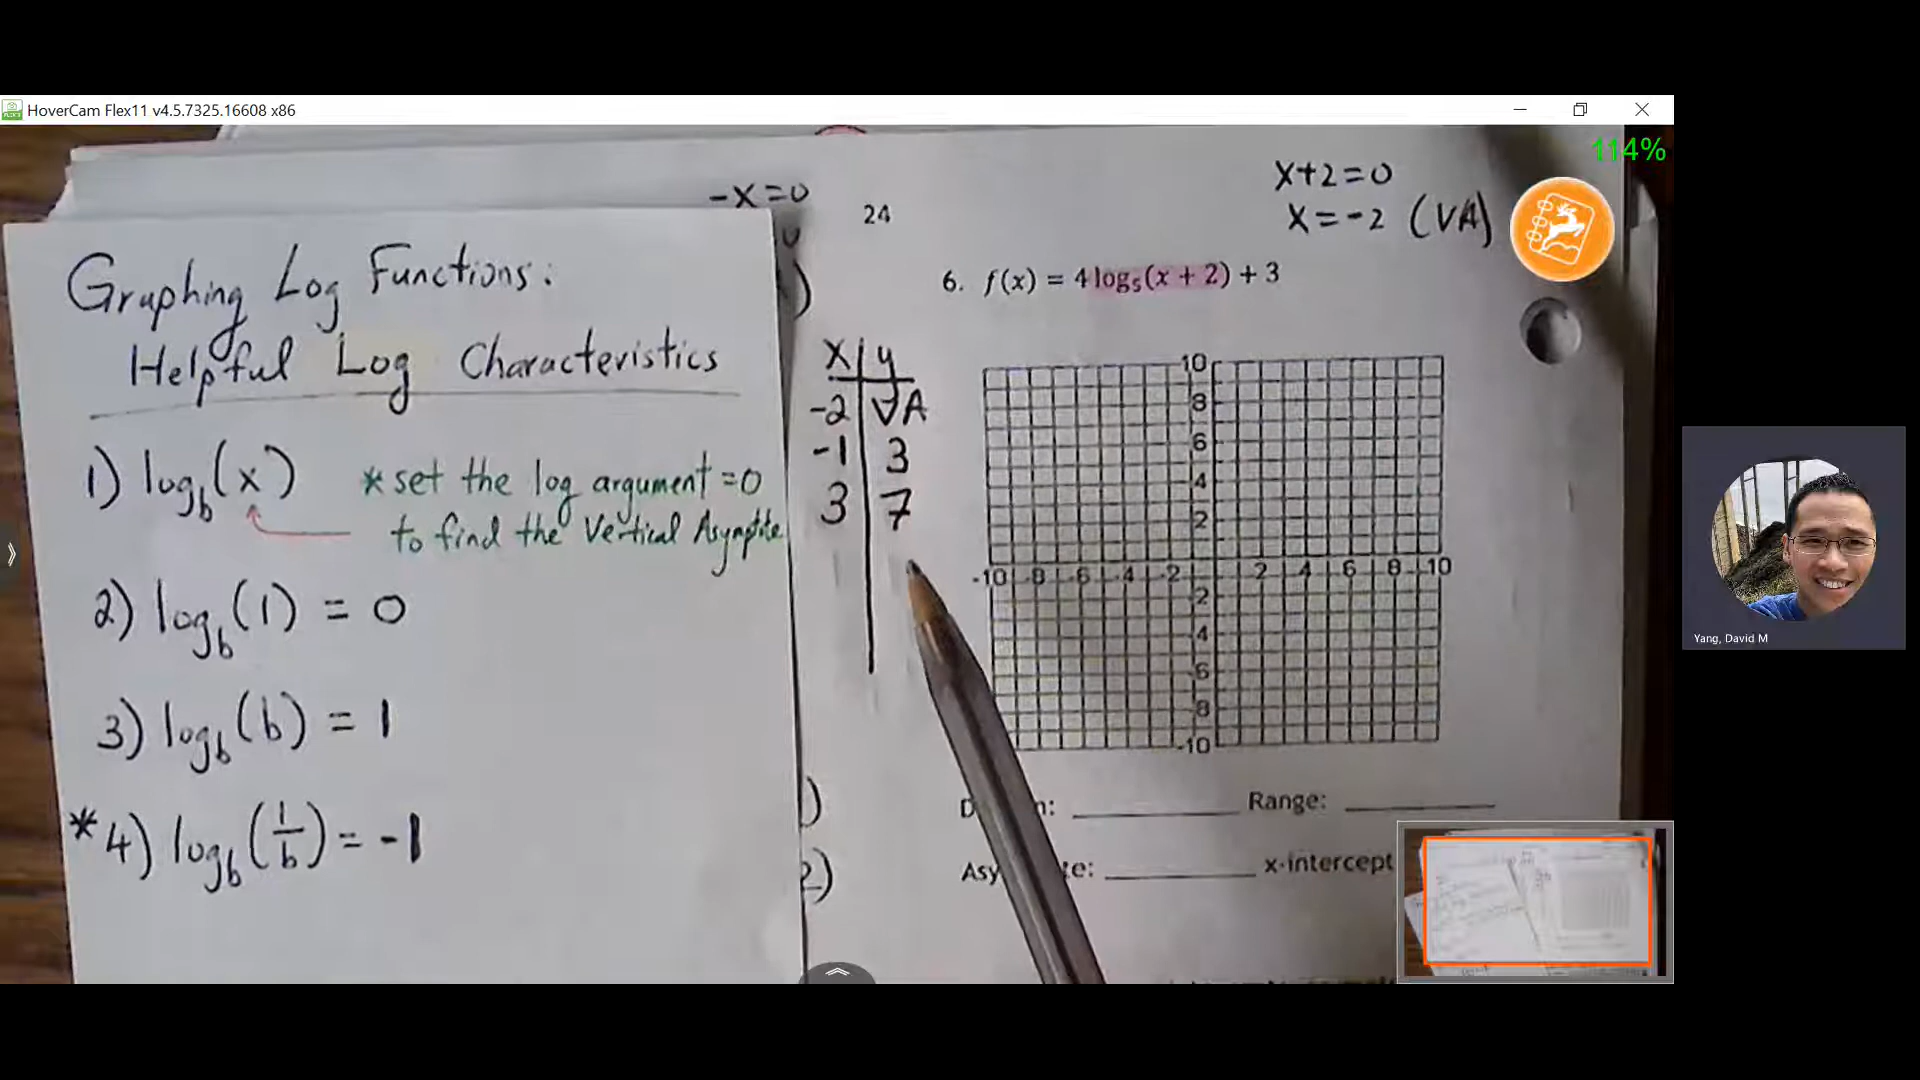 HoverCam Flex11 v4.5.7325.16608 x86
114%
Graphing Log Functions:
Helpful Log Characteristics
1) log_b(x) * set the log argument = 0
to find the Vertical Asymptote
2) log_b(1) = 0
3) log_b(b) = 1
* 4) log_b(1/b) = -1
-x=0
24
x+2=0
x=-2 (VA)
6. f(x) = 4 log₅(x + 2) + 3
x | y
-2 | VA
-1 | 3
3 | 7
10
8
6
4
2
-10 -8 -6 -4 -2 2 4 6 8 10
2
4
6
8
-10
Range:
x-intercept
Yang, David M